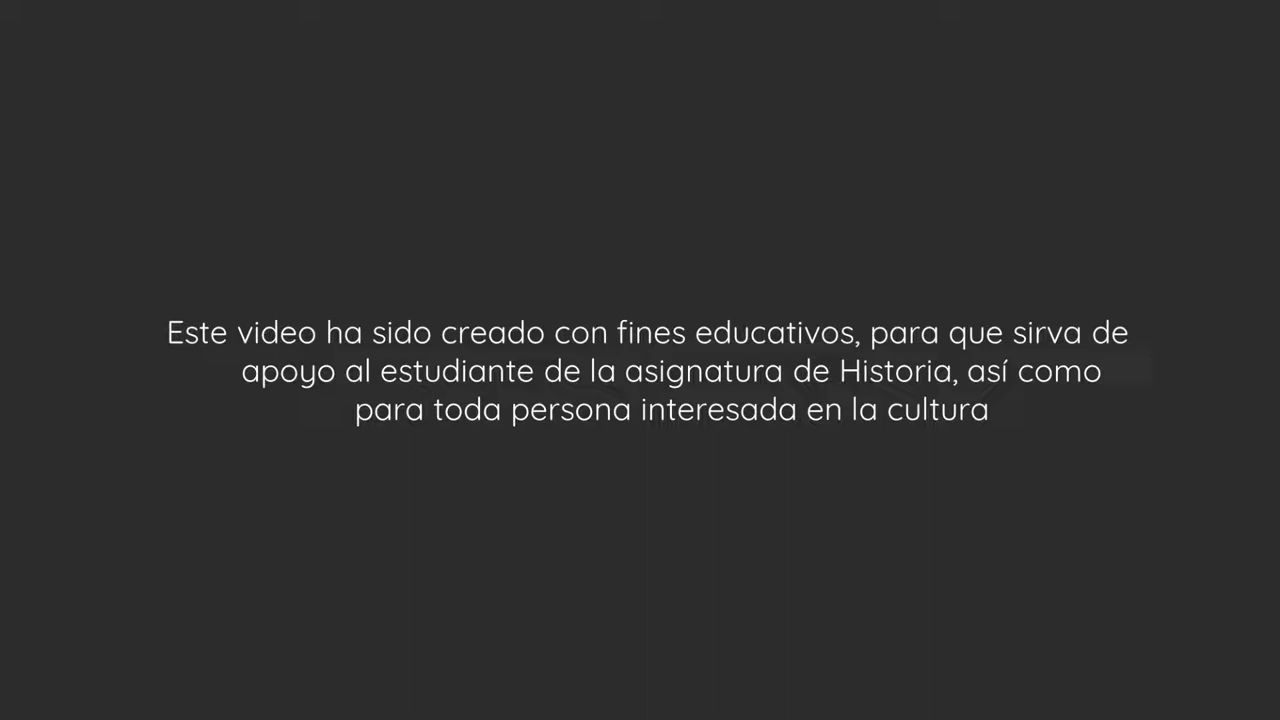 Este video ha sido creado con fines educativos, para que sirva de
apoyo al estudiante de la asignatura de Historia, así como
para toda persona interesada en la cultura